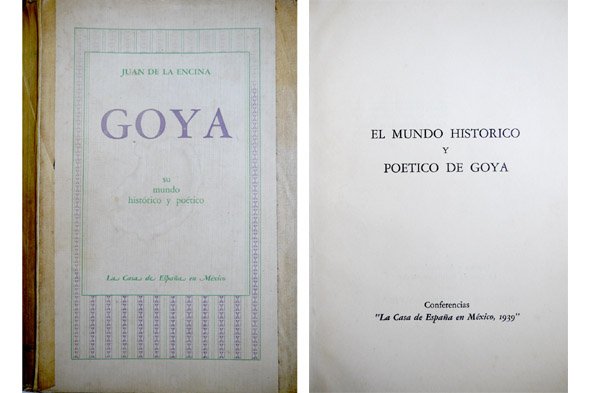 JUAN DE LA ENCINA
GOYA
su
mundo
histórico y poético
La Casa de España en México
EL MUNDO HISTORICO
Y
POETICO DE GOYA
Conferencias
"La Casa de España en México, 1939"